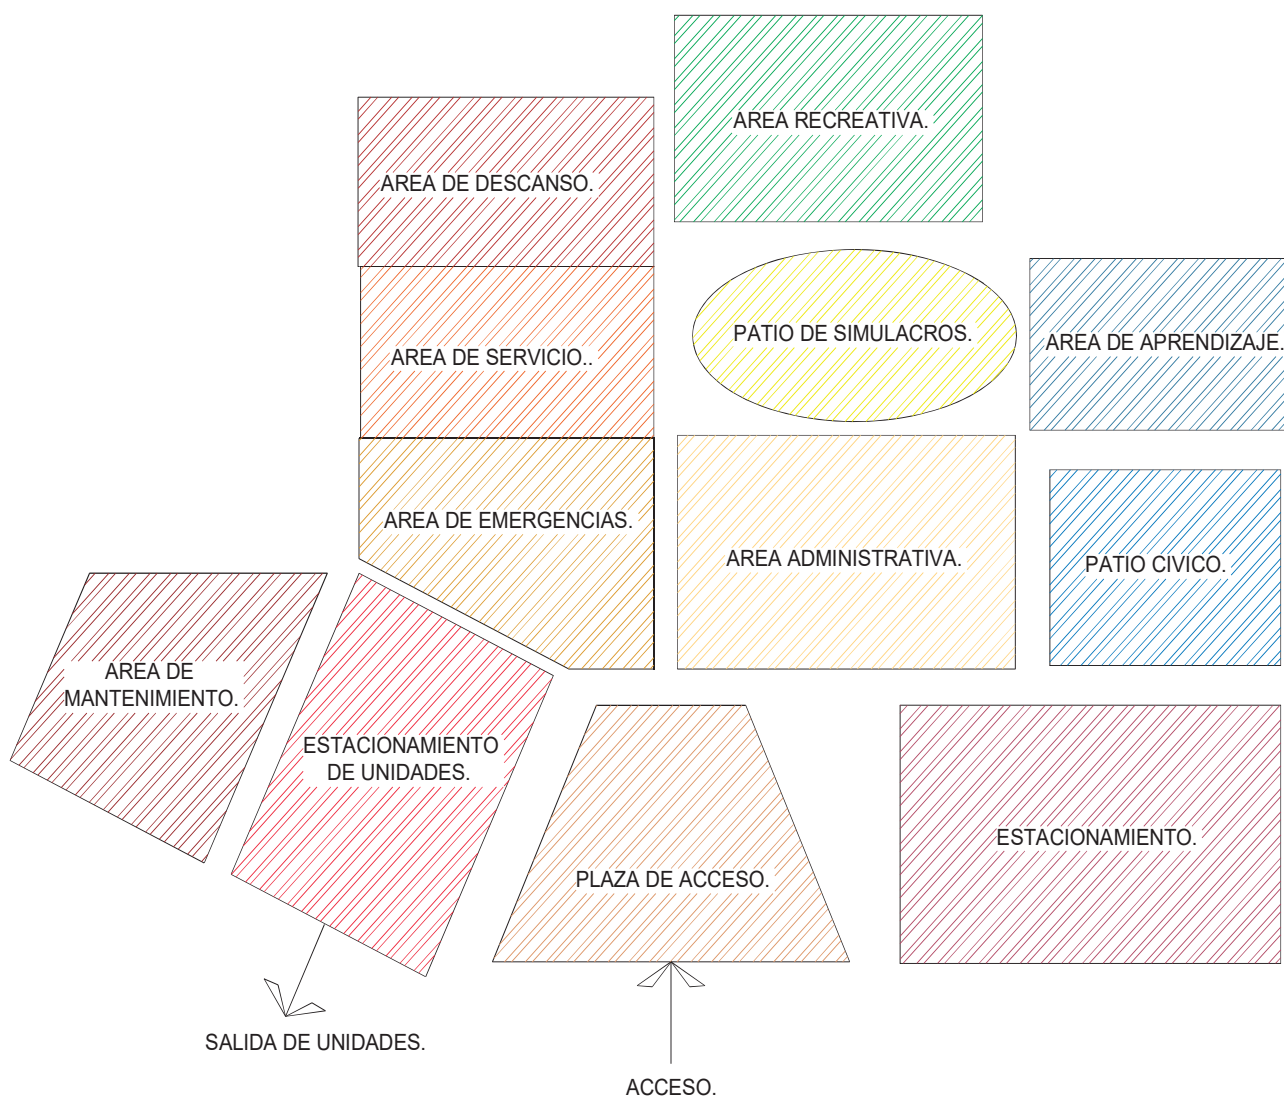 AREA RECREATIVA.
AREA DE DESCANSO.
PATIO DE SIMULACROS.
AREA DE APRENDIZAJE.
AREA DE SERVICIO..
AREA DE EMERGENCIAS.
AREA ADMINISTRATIVA.
PATIO CIVICO.
AREA DE
MANTENIMIENTO.
ESTACIONAMIENTO
DE UNIDADES.
PLAZA DE ACCESO.
ESTACIONAMIENTO.
SALIDA DE UNIDADES.
ACCESO.